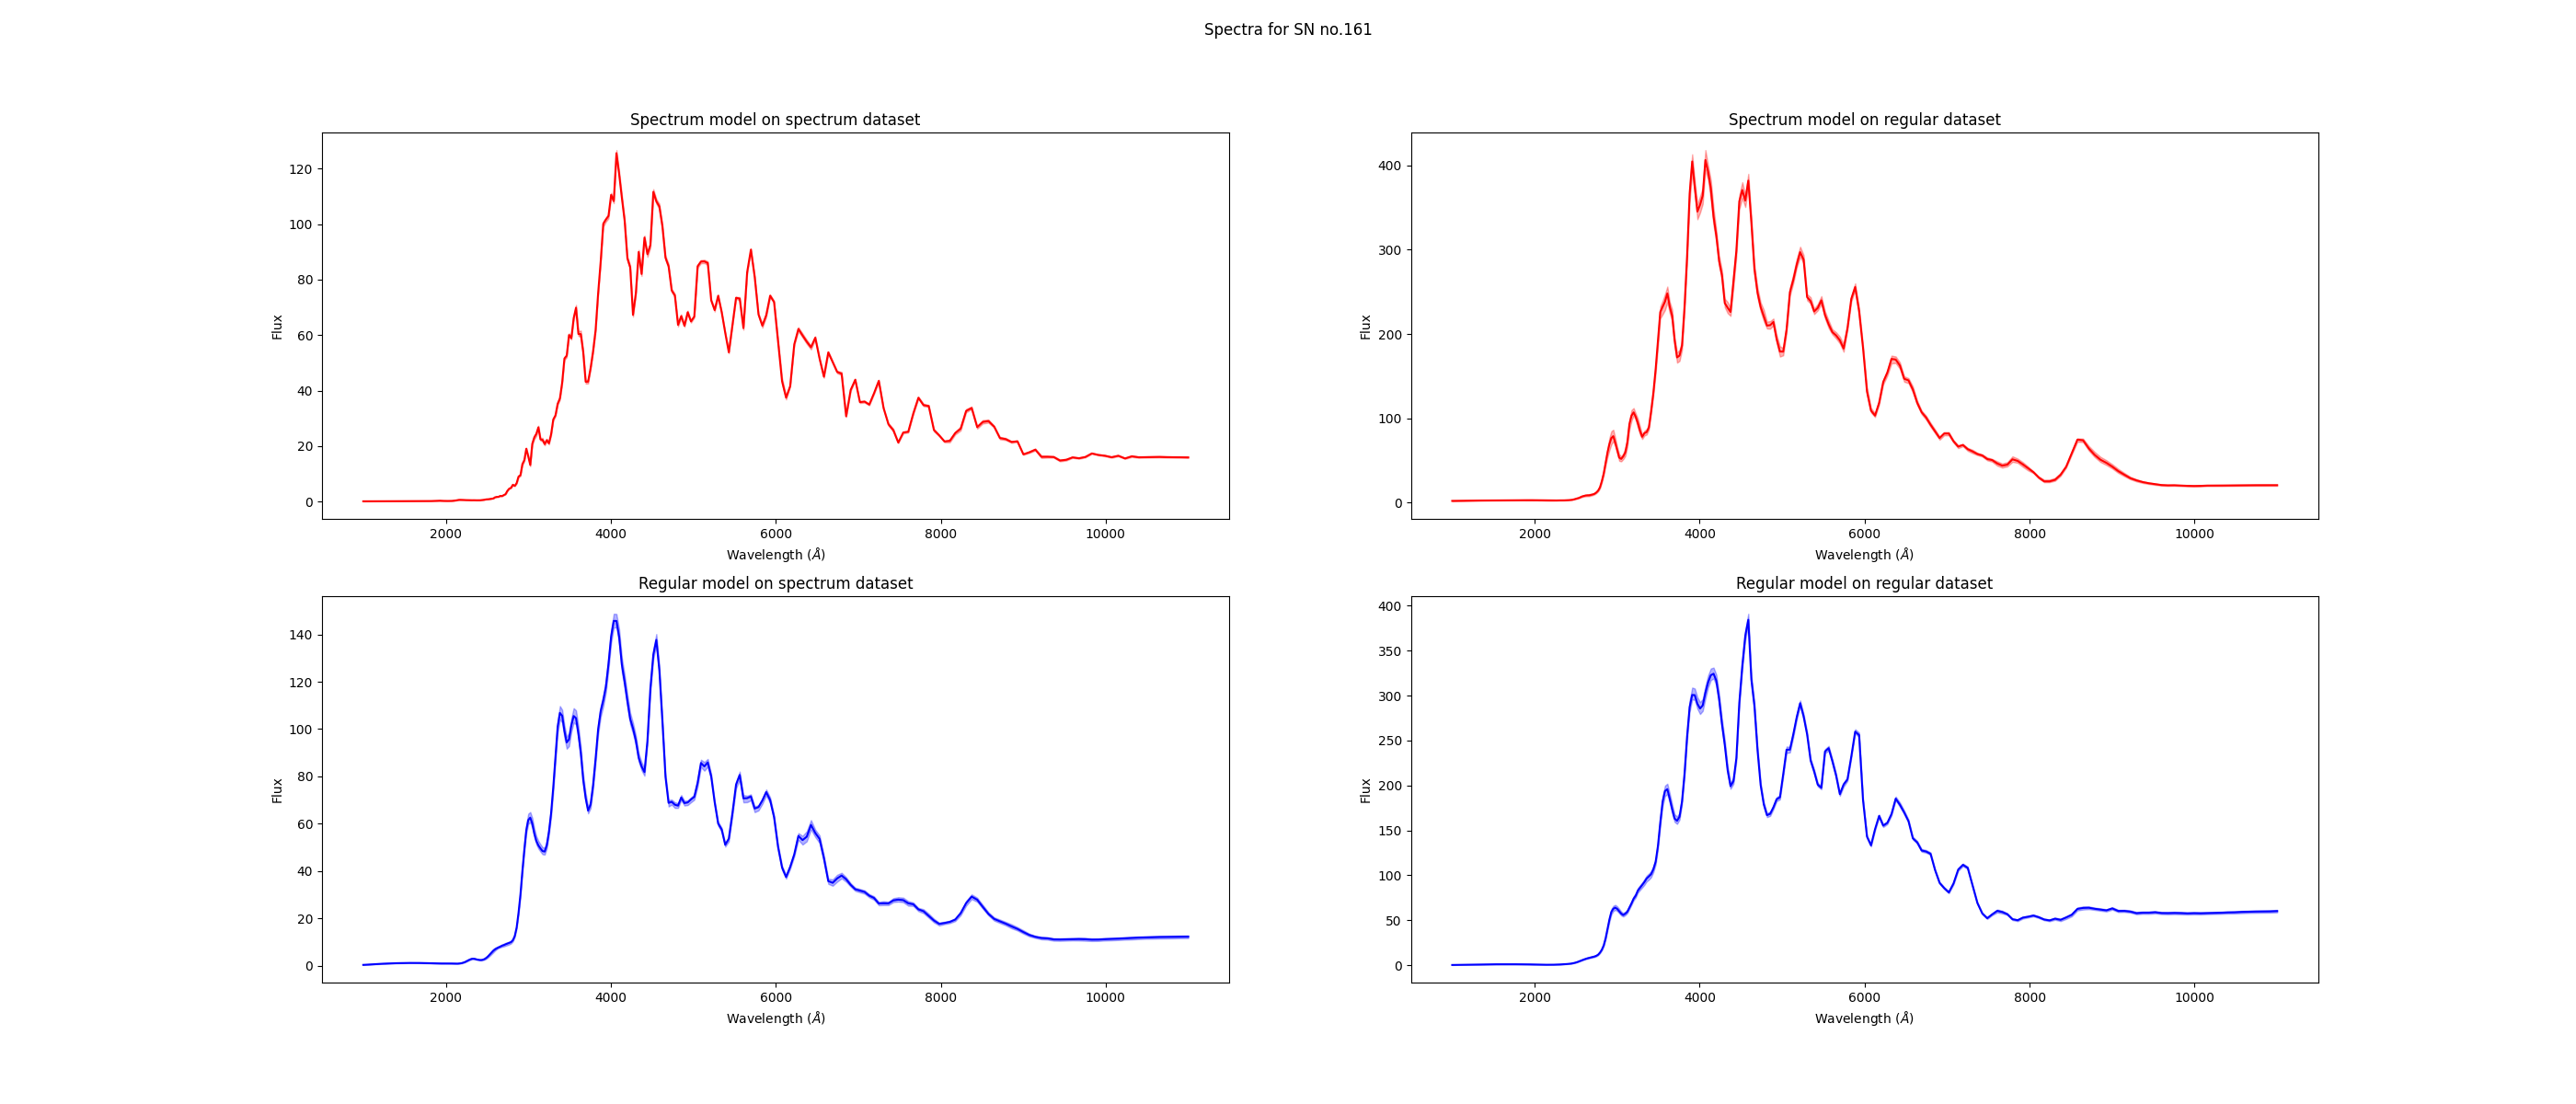 Spectra for SN no.161
Spectrum model on spectrum dataset
120
100
80
60
40
20
0
Flux
2000 4000 6000 8000 10000
Wavelength (Å)
Spectrum model on regular dataset
400
300
200
100
0
Flux
2000 4000 6000 8000 10000
Wavelength (Å)
Regular model on spectrum dataset
140
120
100
80
60
40
20
0
Flux
2000 4000 6000 8000 10000
Wavelength (Å)
Regular model on regular dataset
400
350
300
250
200
150
100
50
0
Flux
2000 4000 6000 8000 10000
Wavelength (Å)